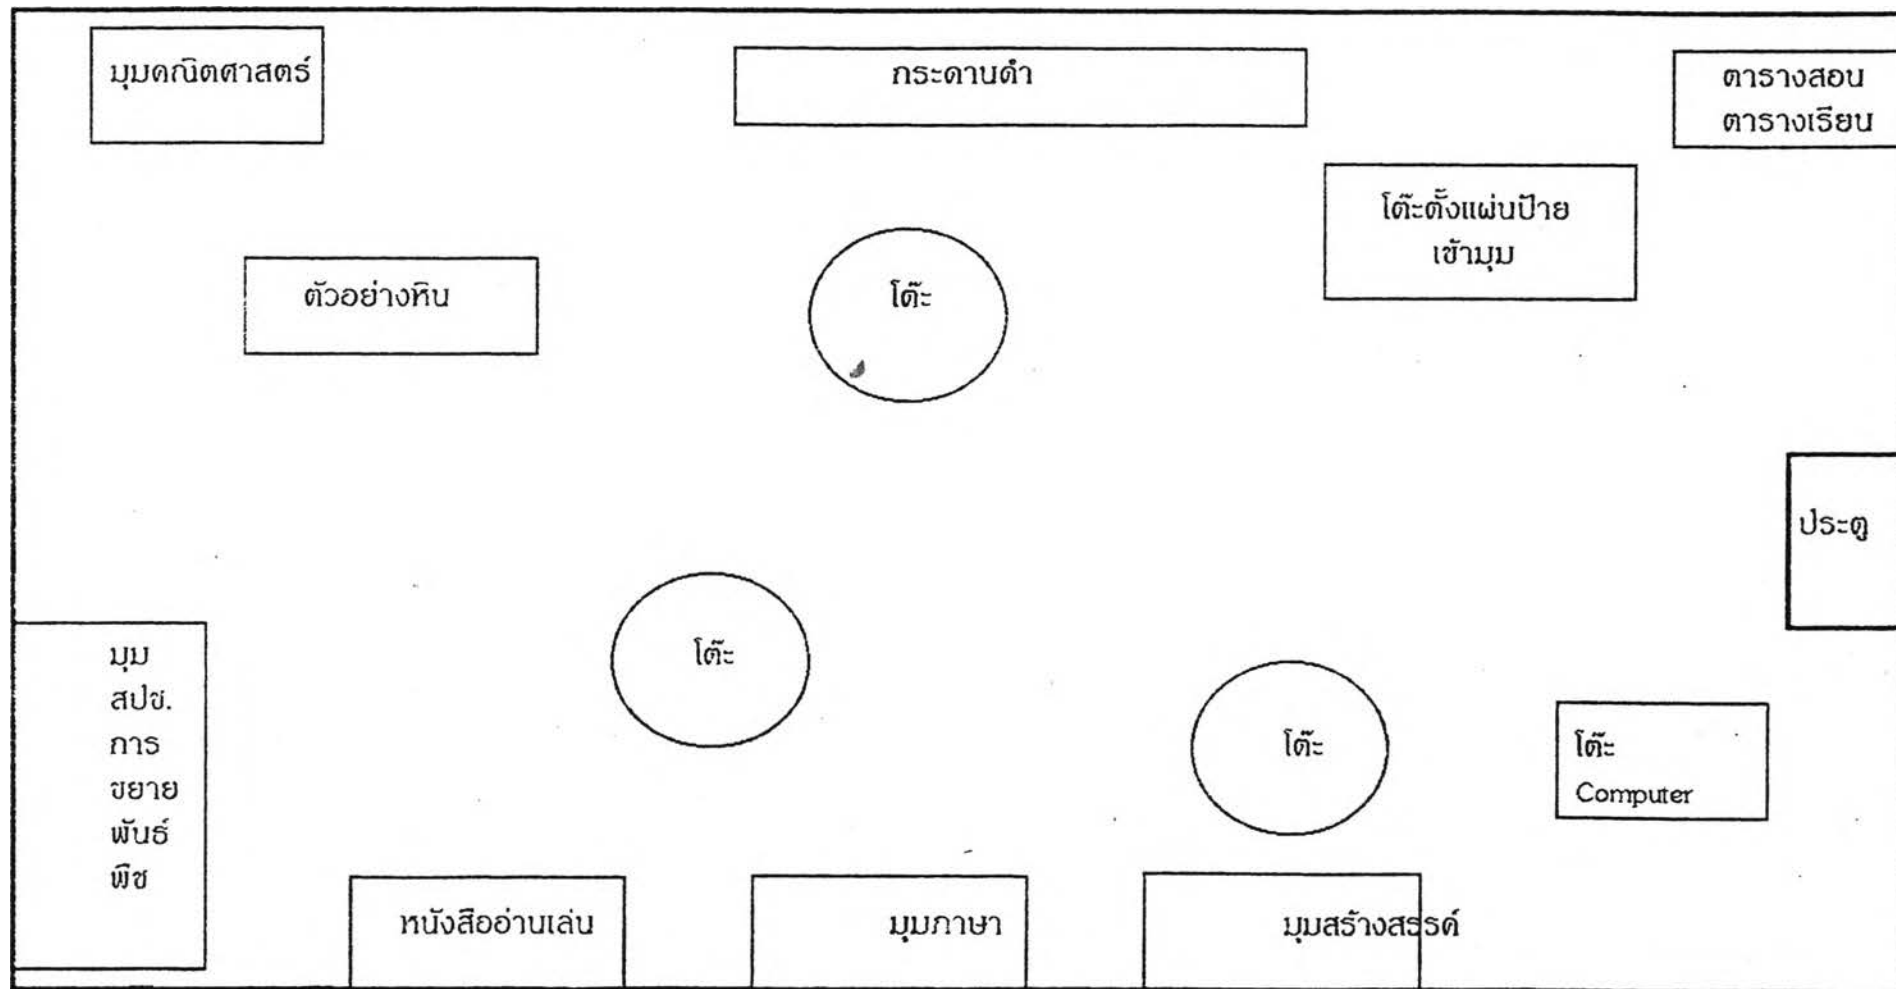 มุมคณิตศาสตร์
กระดานดำ
ตารางสอน
ตารางเรียน
โต๊ะตั้งแผ่นป้าย
เข้ามุม
ตัวอย่างหิน
โต๊ะ
ประตู
มุม
สปช.
การ
ขยาย
พันธ์
พืช
โต๊ะ
โต๊ะ
โต๊ะ
Computer
หนังสืออ่านเล่น
มุมภาษา
มุมสร้างสรรค์